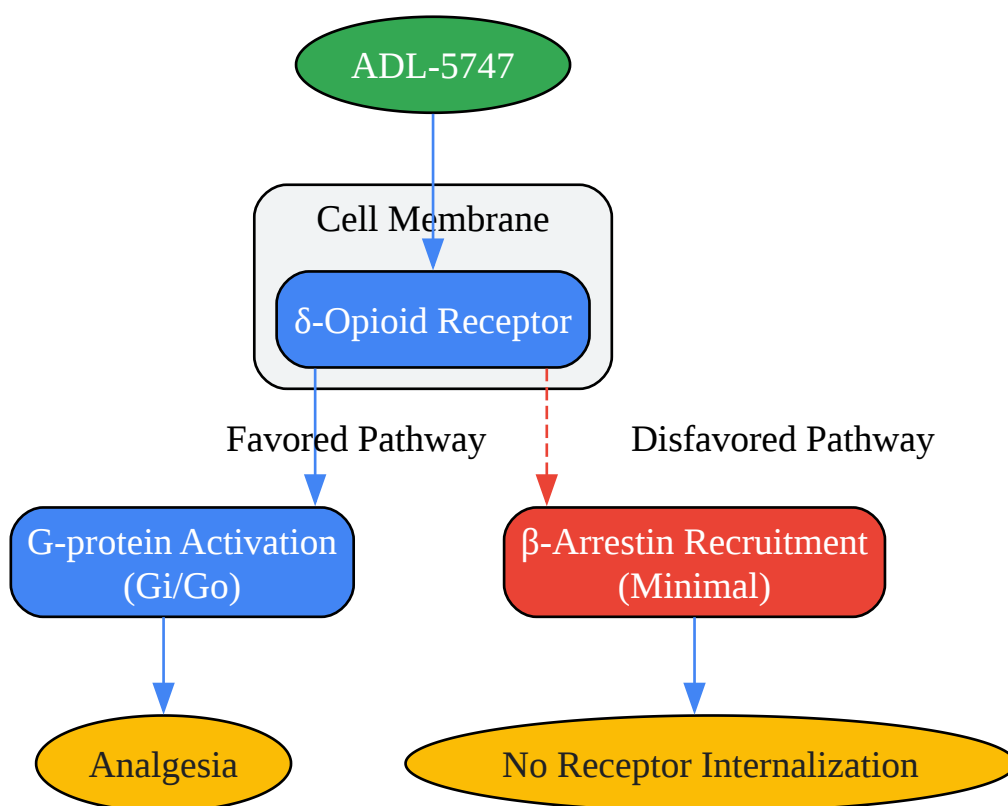 ADL-5747
Cell Membrane
δ-Opioid Receptor
Favored Pathway
Disfavored Pathway
G-protein Activation
(Gi/Go)
β-Arrestin Recruitment
(Minimal)
Analgesia
No Receptor Internalization